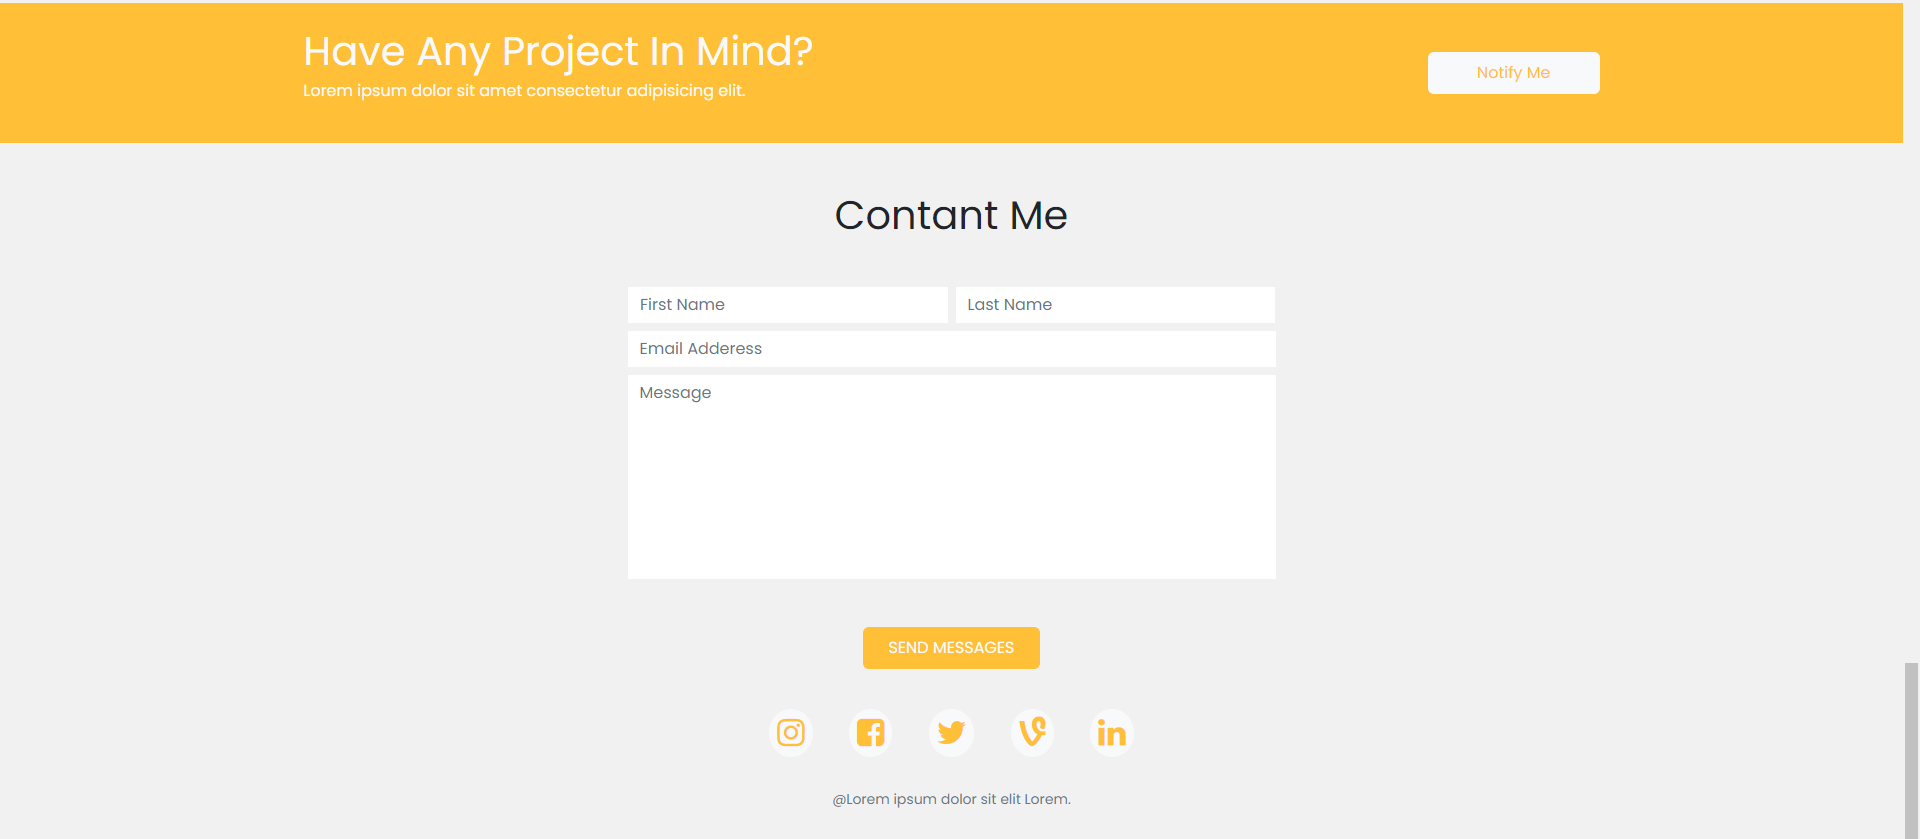 Have Any Project In Mind?
Lorem ipsum dolor sit amet consectetur adipisicing elit.
Notify Me
Contant Me
First Name
Last Name
Email Adderess
Message
SEND MESSAGES
@Lorem ipsum dolor sit elit Lorem.